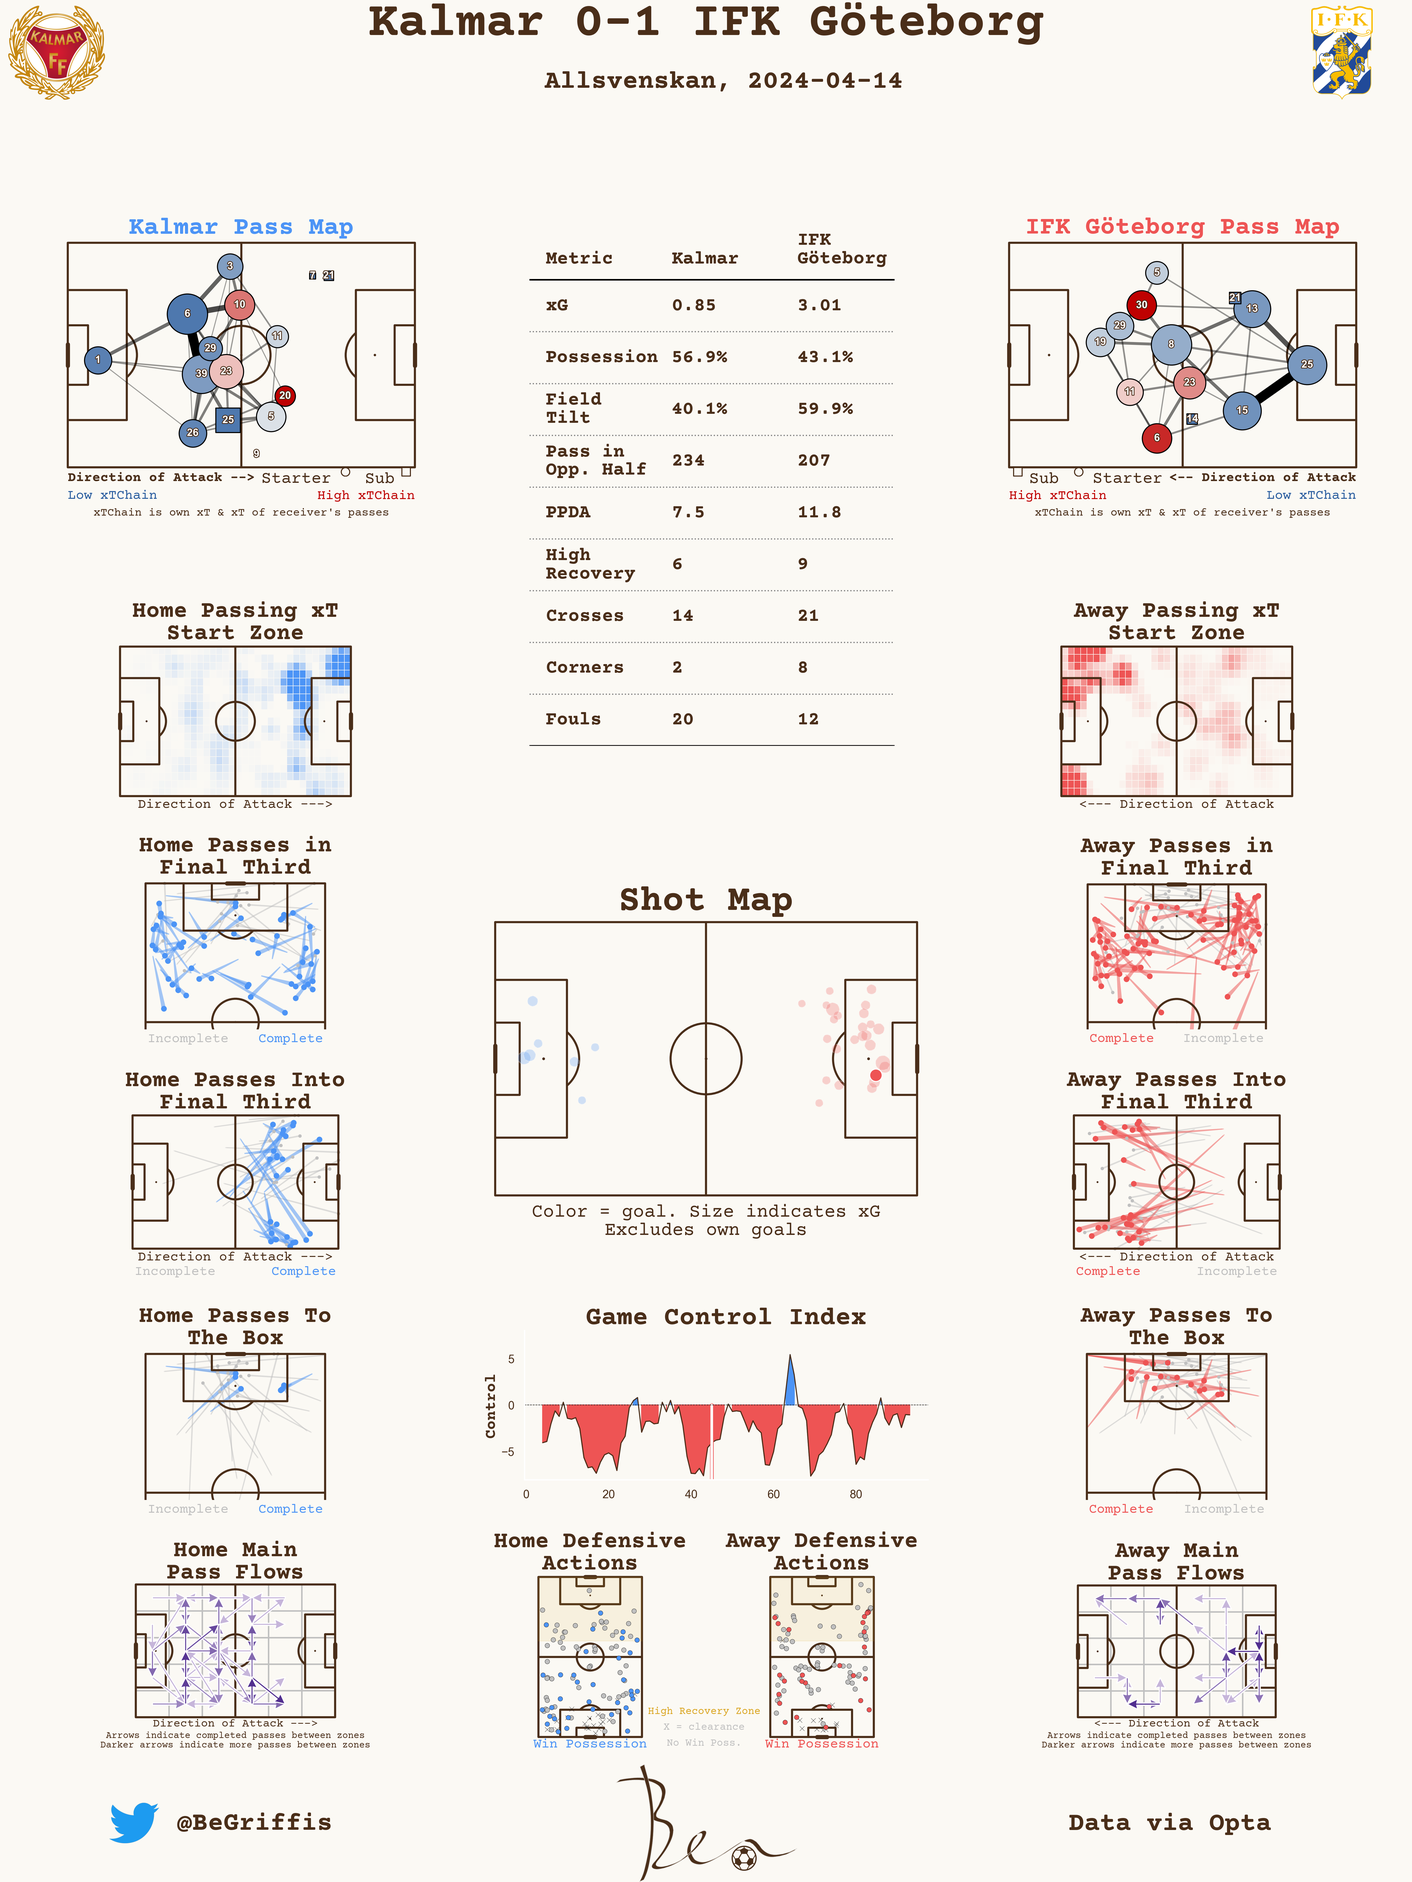 Kalmar 0-1 IFK Göteborg
Allsvenskan, 2024-04-14
KALMAR
FF
I·F·K
Kalmar Pass Map
3
7
21
6
10
11
29
1
39
23
20
25
5
26
9
Direction of Attack --> Starter Sub
Low xTChain High xTChain
xTChain is own xT & xT of receiver's passes
Metric Kalmar IFK Göteborg
xG 0.85 3.01
Possession 56.9% 43.1%
Field Tilt 40.1% 59.9%
Pass in Opp. Half 234 207
PPDA 7.5 11.8
High Recovery 6 9
Crosses 14 21
Corners 2 8
Fouls 20 12
IFK Göteborg Pass Map
5
30
21
13
29
19
8
25
11
23
15
14
6
Sub Starter <-- Direction of Attack
High xTChain Low xTChain
xTChain is own xT & xT of receiver's passes
Home Passing xT
Start Zone
Direction of Attack --->
Away Passing xT
Start Zone
<--- Direction of Attack
Home Passes in
Final Third
Incomplete Complete
Away Passes in
Final Third
Complete Incomplete
Shot Map
Color = goal. Size indicates xG
Excludes own goals
Home Passes Into
Final Third
Direction of Attack --->
Incomplete Complete
Away Passes Into
Final Third
<--- Direction of Attack
Complete Incomplete
Home Passes To
The Box
Incomplete Complete
Game Control Index
Control
5
0
−5
0 20 40 60 80
Away Passes To
The Box
Complete Incomplete
Home Main
Pass Flows
Direction of Attack --->
Arrows indicate completed passes between zones
Darker arrows indicate more passes between zones
Home Defensive
Actions
Win Possession
Away Defensive
Actions
Win Possession
High Recovery Zone
X = clearance
No Win Poss.
Away Main
Pass Flows
<--- Direction of Attack
Arrows indicate completed passes between zones
Darker arrows indicate more passes between zones
@BeGriffis
Ben
Data via Opta